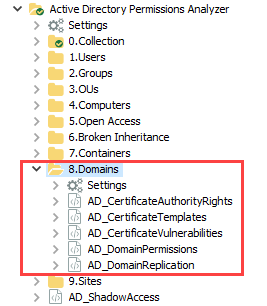 Active Directory Permissions Analyzer
Settings
0.Collection
1.Users
2.Groups
3.OUs
4.Computers
5.Open Access
6.Broken Inheritance
7.Containers
8.Domains
Settings
AD_CertificateAuthorityRights
AD_CertificateTemplates
AD_CertificateVulnerabilities
AD_DomainPermissions
AD_DomainReplication
9.Sites
AD_ShadowAccess